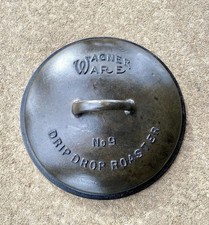 WAGNER
WARE
No 9
DRIP DROP ROASTER